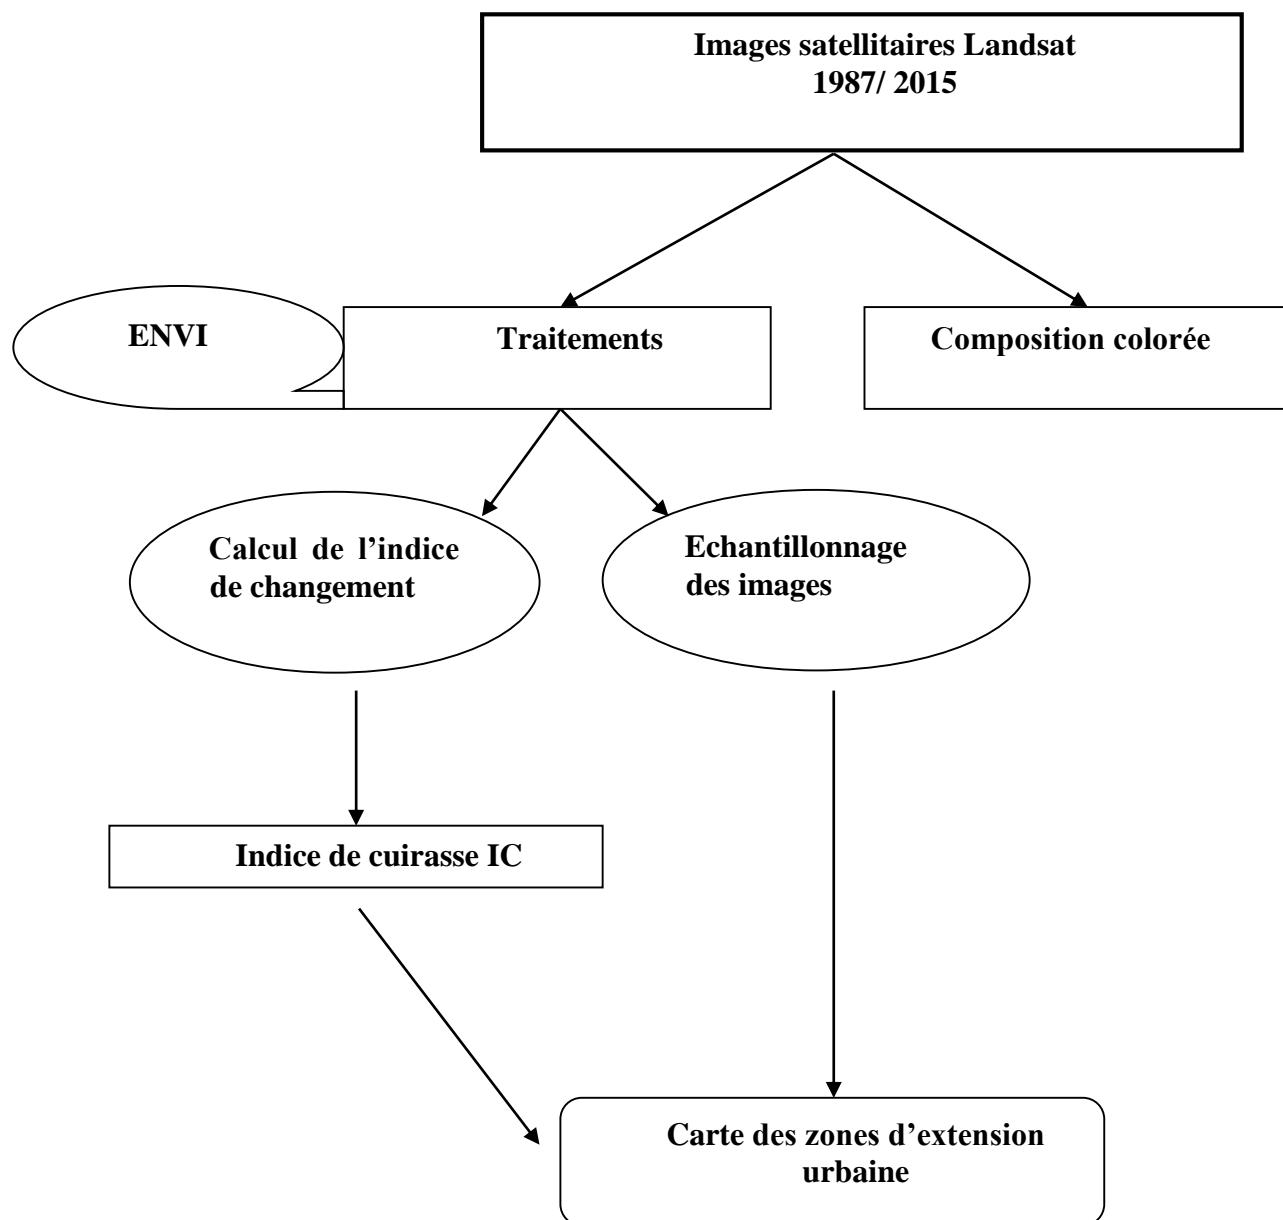 Images satellitaires Landsat
1987/ 2015
ENVI
Traitements
Composition colorée
Calcul de l’indice
de changement
Echantillonnage
des images
Indice de cuirasse IC
Carte des zones d’extension
urbaine